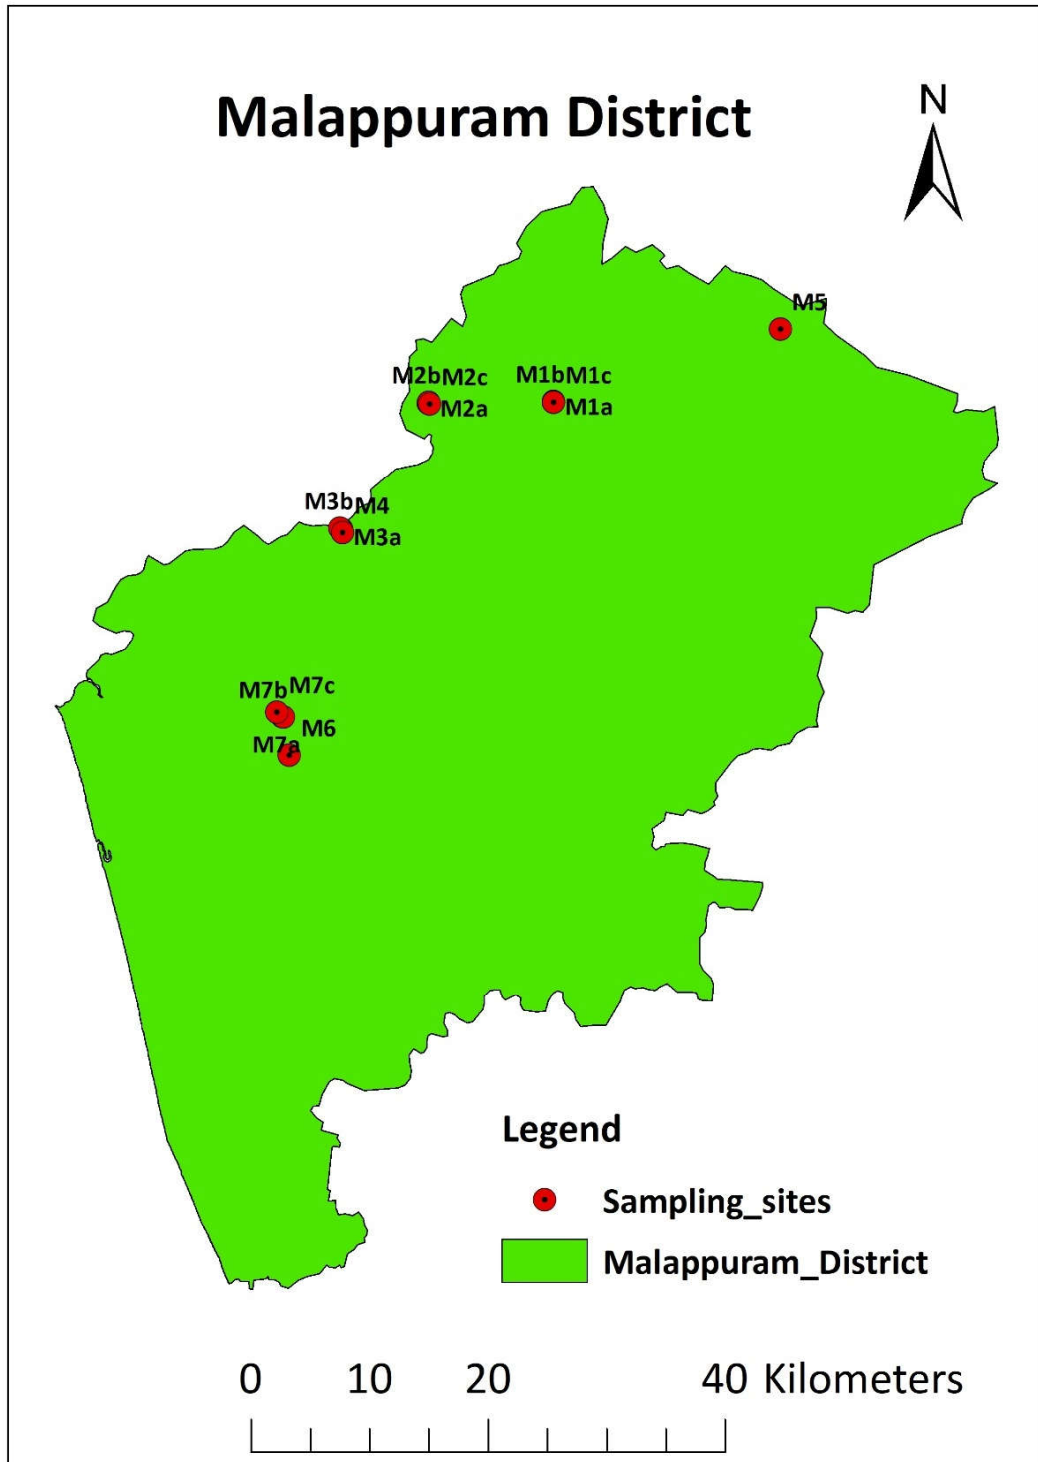 Malappuram District
N
M5
M2bM2c
M2a
M1bM1c
M1a
M3bM4
M3a
M7bM7c
M6
M7a
Legend
Sampling_sites
Malappuram_District
0 10 20 40 Kilometers